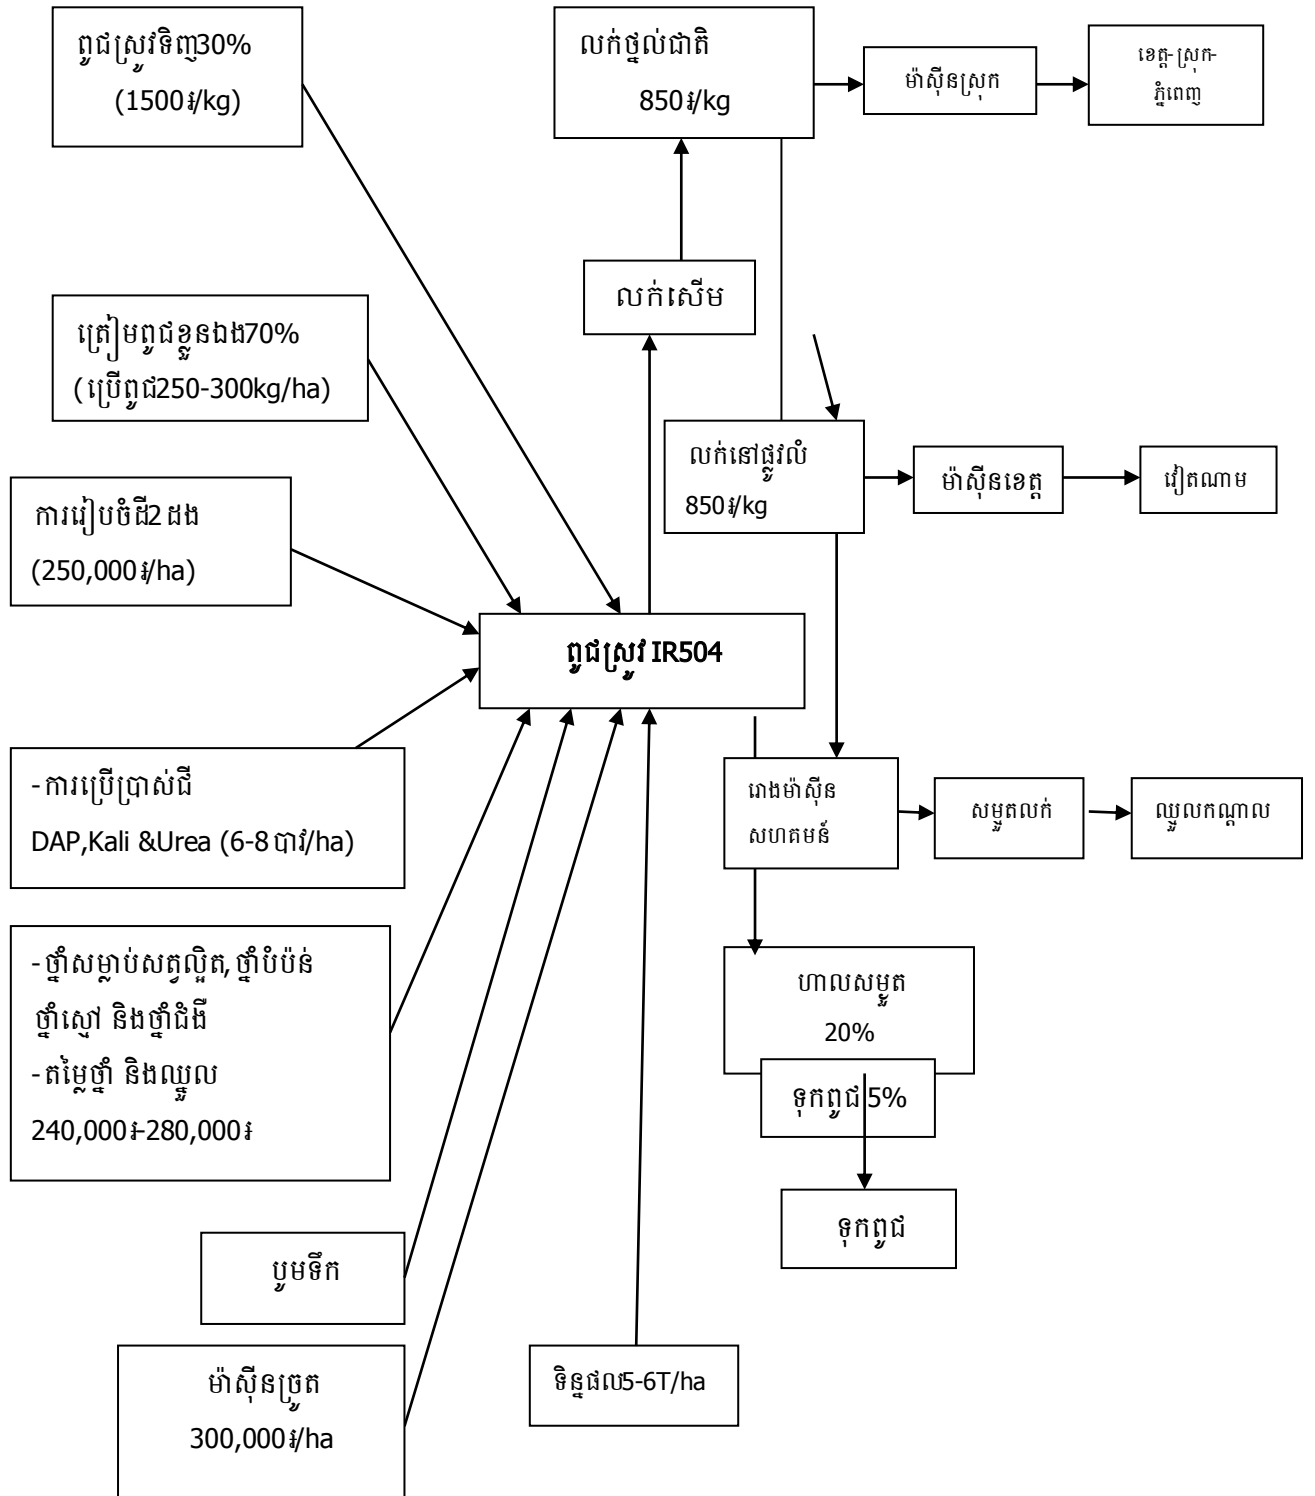 ពូជស្រូវទិញ30%
(1500៛/kg)
លក់ថ្នល់ជាតិ
850៛/kg
ម៉ាស៊ីនស្រុក
ខេត្ត-ស្រុក-
ភ្នំពេញ
លក់សើម
ត្រៀមពូជខ្លួនឯង70%
(ប្រើពូជ250-300kg/ha)
លក់នៅផ្លូវលំ
850៛/kg
ម៉ាស៊ីនខេត្ត
វៀតណាម
ការរៀបចំដី2 ដង
(250,000៛/ha)
ពូជស្រូវ IR504
-ការប្រើប្រាស់ជី
DAP,Kali &Urea (6-8 បាវ/ha)
រោងម៉ាស៊ីន
សហគមន៍
សម្ងួតលក់
ឈ្មួលកណ្តាល
-ថ្នាំសម្លាប់សត្វល្អិត, ថ្នាំបំប៉ន់
ថ្នាំស្មៅ និងថ្នាំជំងឺ
-តម្លៃថ្នាំ និងឈ្នួល
240,000៛-280,000៛
ហាលសម្ងួត
20%
ទុកពូជ 5%
ទុកពូជ
បូមទឹក
ម៉ាស៊ីនច្រូត
300,000៛/ha
ទិន្នផល5-6T/ha